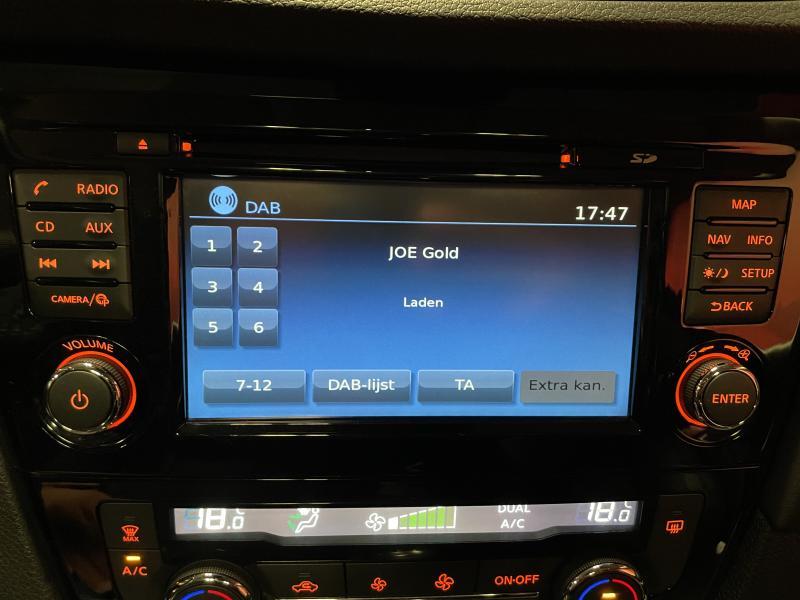 SD
RADIO
CD AUX
CAMERA/
VOLUME
DAB
17:47
1 2
3 4
5 6
JOE Gold
Laden
7-12 DAB-lijst TA Extra kan.
MAP
NAV INFO
SETUP
BACK
ENTER
18.0 DUAL A/C 18.0
MAX
A/C
ON·OFF